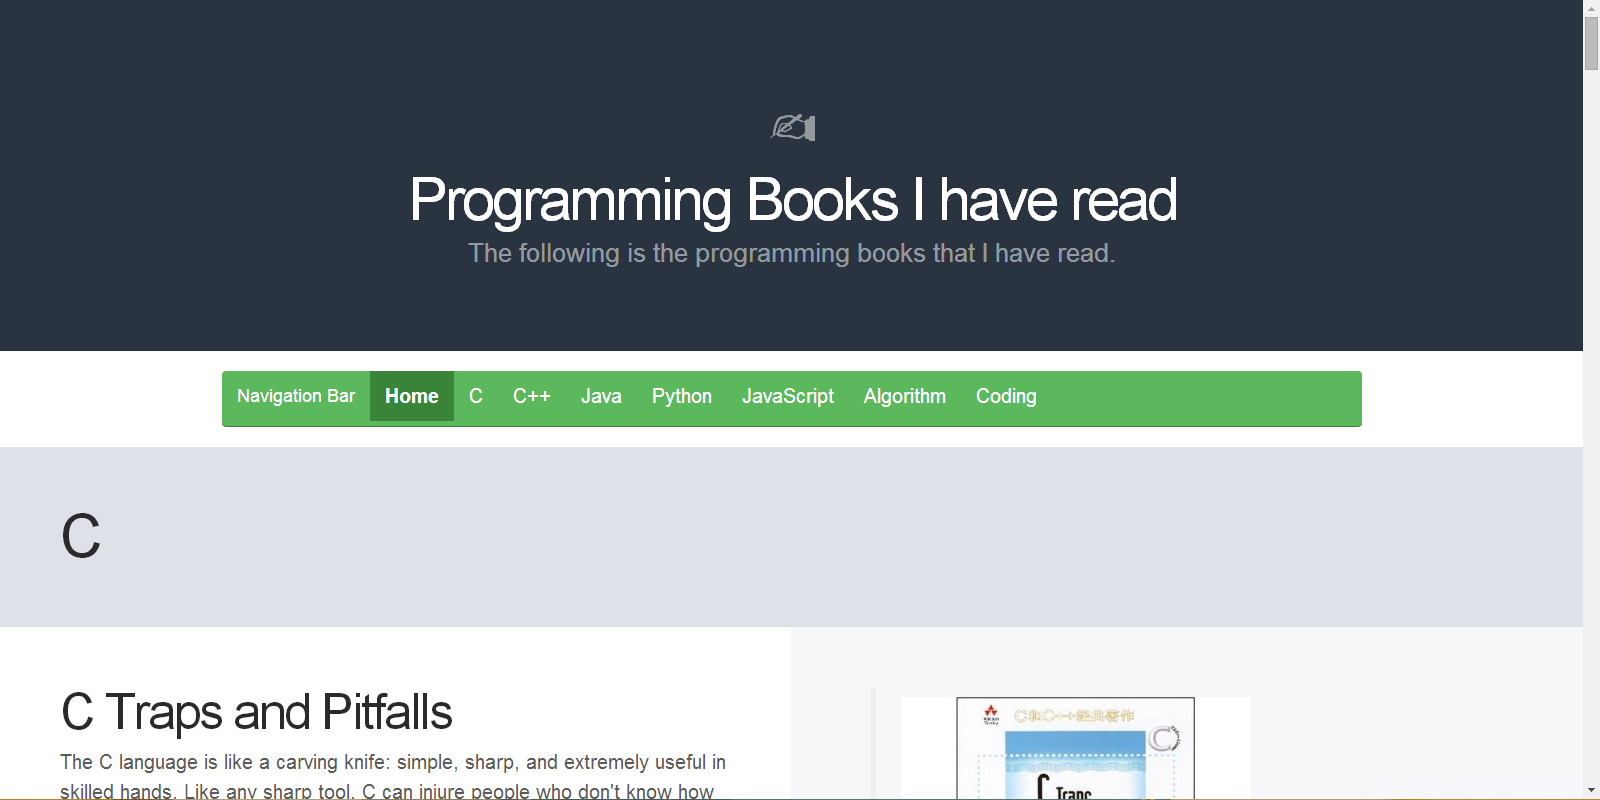 Programming Books I have read
The following is the programming books that I have read.
Navigation Bar Home C C++ Java Python JavaScript Algorithm Coding
C
C Traps and Pitfalls
The C language is like a carving knife: simple, sharp, and extremely useful in
skilled hands. Like any sharp tool, C can injure people who don't know how
C和C++經典著作
C Traps